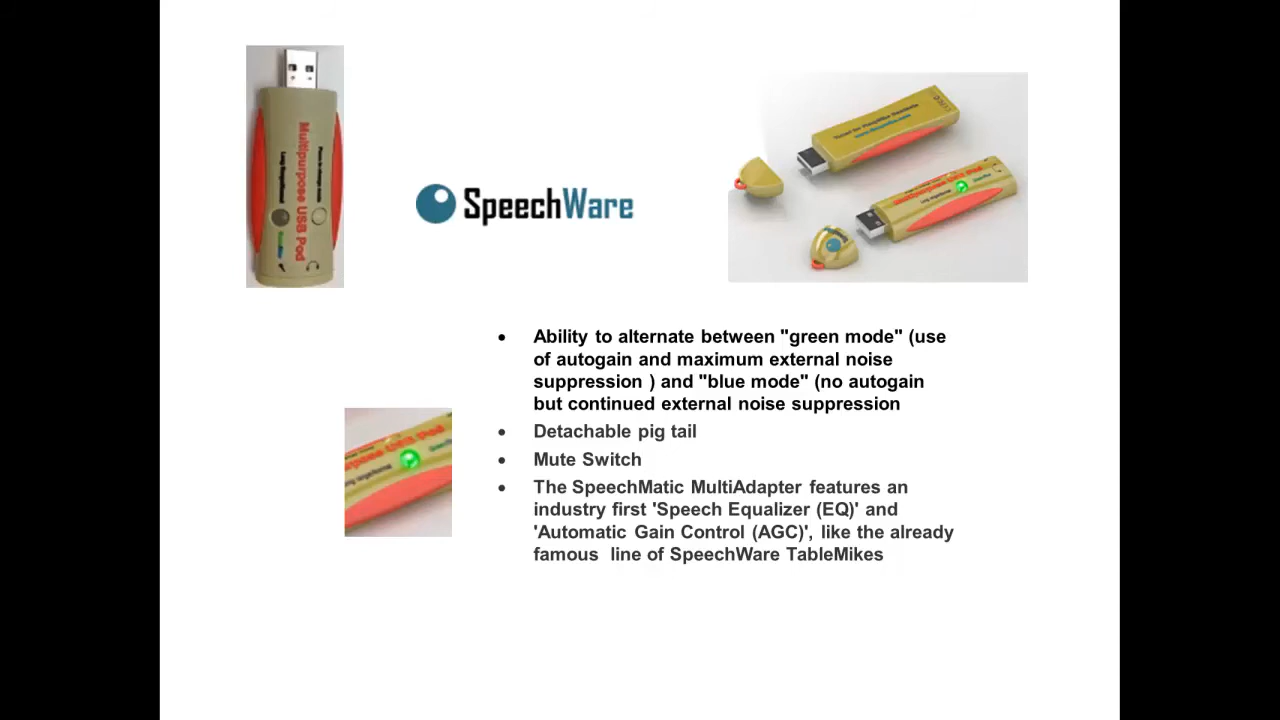 Multipurpose USB Pod
SpeechWare
• Ability to alternate between "green mode" (use
of autogain and maximum external noise
suppression ) and "blue mode" (no autogain
but continued external noise suppression
• Detachable pig tail
• Mute Switch
• The SpeechMatic MultiAdapter features an
industry first 'Speech Equalizer (EQ)' and
'Automatic Gain Control (AGC)', like the already
famous line of SpeechWare TableMikes